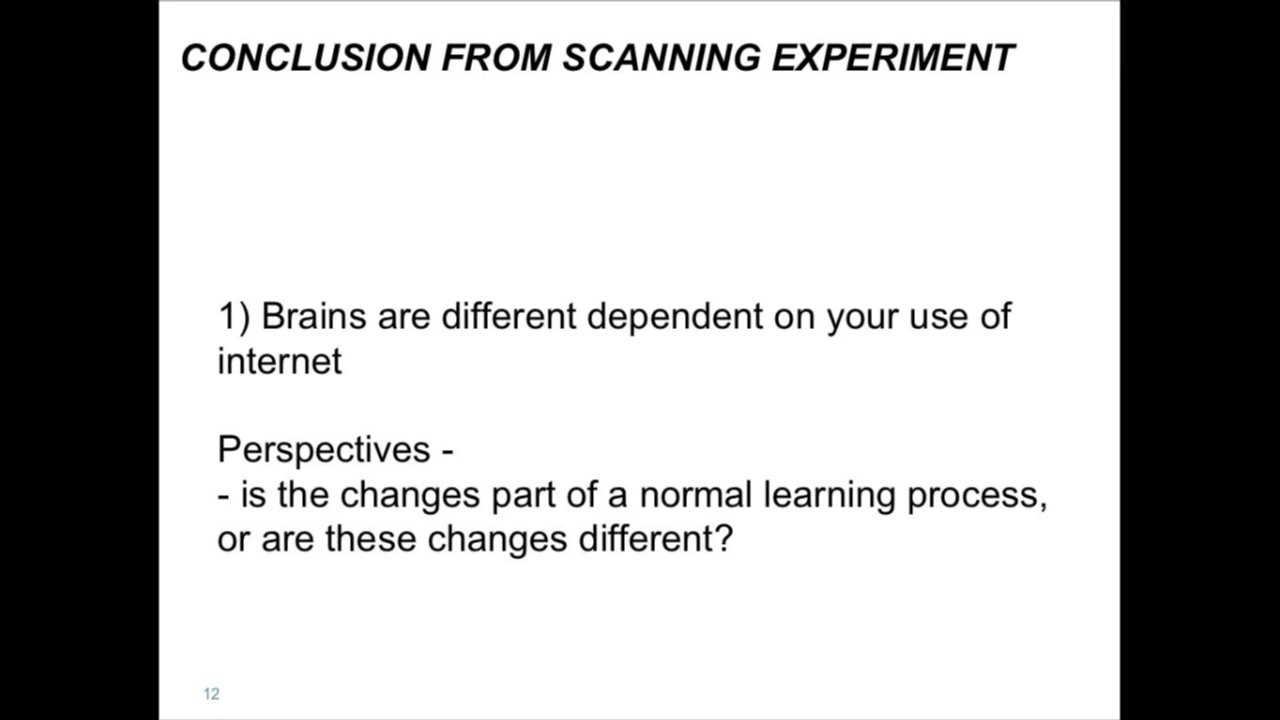 CONCLUSION FROM SCANNING EXPERIMENT
1) Brains are different dependent on your use of
internet
Perspectives -
- is the changes part of a normal learning process,
or are these changes different?
12